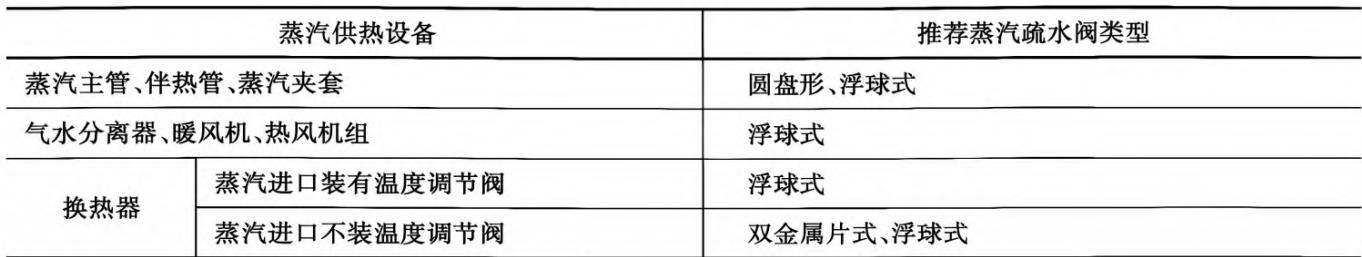 蒸汽供热设备 推荐蒸汽疏水阀类型
蒸汽主管、伴热管、蒸汽夹套 圆盘形、浮球式
气水分离器、暖风机、热风机组 浮球式
换热器 蒸汽进口装有温度调节阀 浮球式
蒸汽进口不装温度调节阀 双金属片式、浮球式